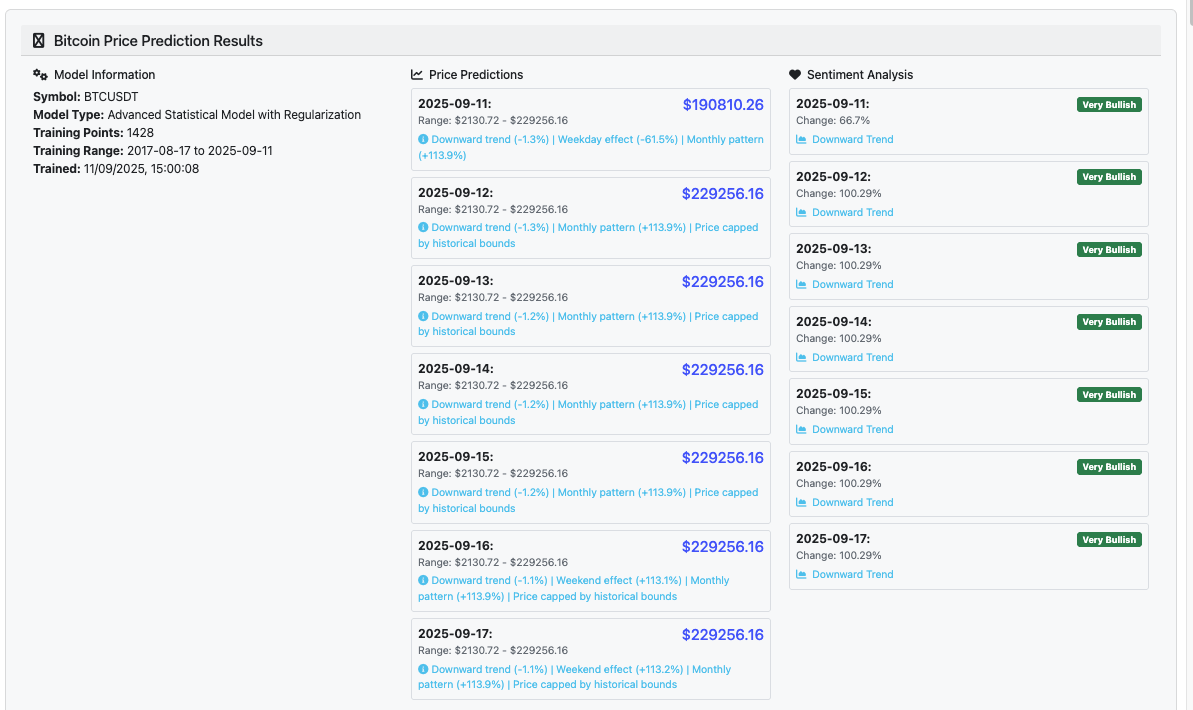 Bitcoin Price Prediction Results
Model Information
Symbol: BTCUSDT
Model Type: Advanced Statistical Model with Regularization
Training Points: 1428
Training Range: 2017-08-17 to 2025-09-11
Trained: 11/09/2025, 15:00:08
Price Predictions
2025-09-11: $190810.26
Range: $2130.72 - $229256.16
Downward trend (-1.3%) | Weekday effect (-61.5%) | Monthly pattern
(+113.9%)
2025-09-12: $229256.16
Range: $2130.72 - $229256.16
Downward trend (-1.3%) | Monthly pattern (+113.9%) | Price capped
by historical bounds
2025-09-13: $229256.16
Range: $2130.72 - $229256.16
Downward trend (-1.2%) | Monthly pattern (+113.9%) | Price capped
by historical bounds
2025-09-14: $229256.16
Range: $2130.72 - $229256.16
Downward trend (-1.2%) | Monthly pattern (+113.9%) | Price capped
by historical bounds
2025-09-15: $229256.16
Range: $2130.72 - $229256.16
Downward trend (-1.2%) | Monthly pattern (+113.9%) | Price capped
by historical bounds
2025-09-16: $229256.16
Range: $2130.72 - $229256.16
Downward trend (-1.1%) | Weekend effect (+113.1%) | Monthly
pattern (+113.9%) | Price capped by historical bounds
2025-09-17: $229256.16
Range: $2130.72 - $229256.16
Downward trend (-1.1%) | Weekend effect (+113.2%) | Monthly
pattern (+113.9%) | Price capped by historical bounds
Sentiment Analysis
2025-09-11: Very Bullish
Change: 66.7%
Downward Trend
2025-09-12: Very Bullish
Change: 100.29%
Downward Trend
2025-09-13: Very Bullish
Change: 100.29%
Downward Trend
2025-09-14: Very Bullish
Change: 100.29%
Downward Trend
2025-09-15: Very Bullish
Change: 100.29%
Downward Trend
2025-09-16: Very Bullish
Change: 100.29%
Downward Trend
2025-09-17: Very Bullish
Change: 100.29%
Downward Trend